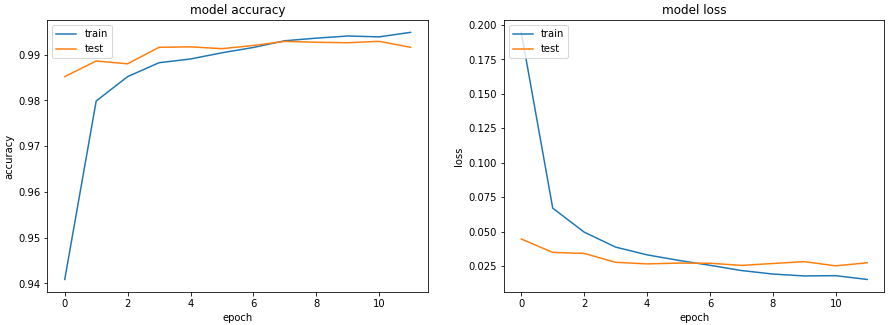 model accuracy
train
test
0.99
0.98
0.97
0.96
0.95
0.94
accuracy
0 2 4 6 8 10
epoch
model loss
train
test
0.200
0.175
0.150
0.125
0.100
0.075
0.050
0.025
loss
0 2 4 6 8 10
epoch